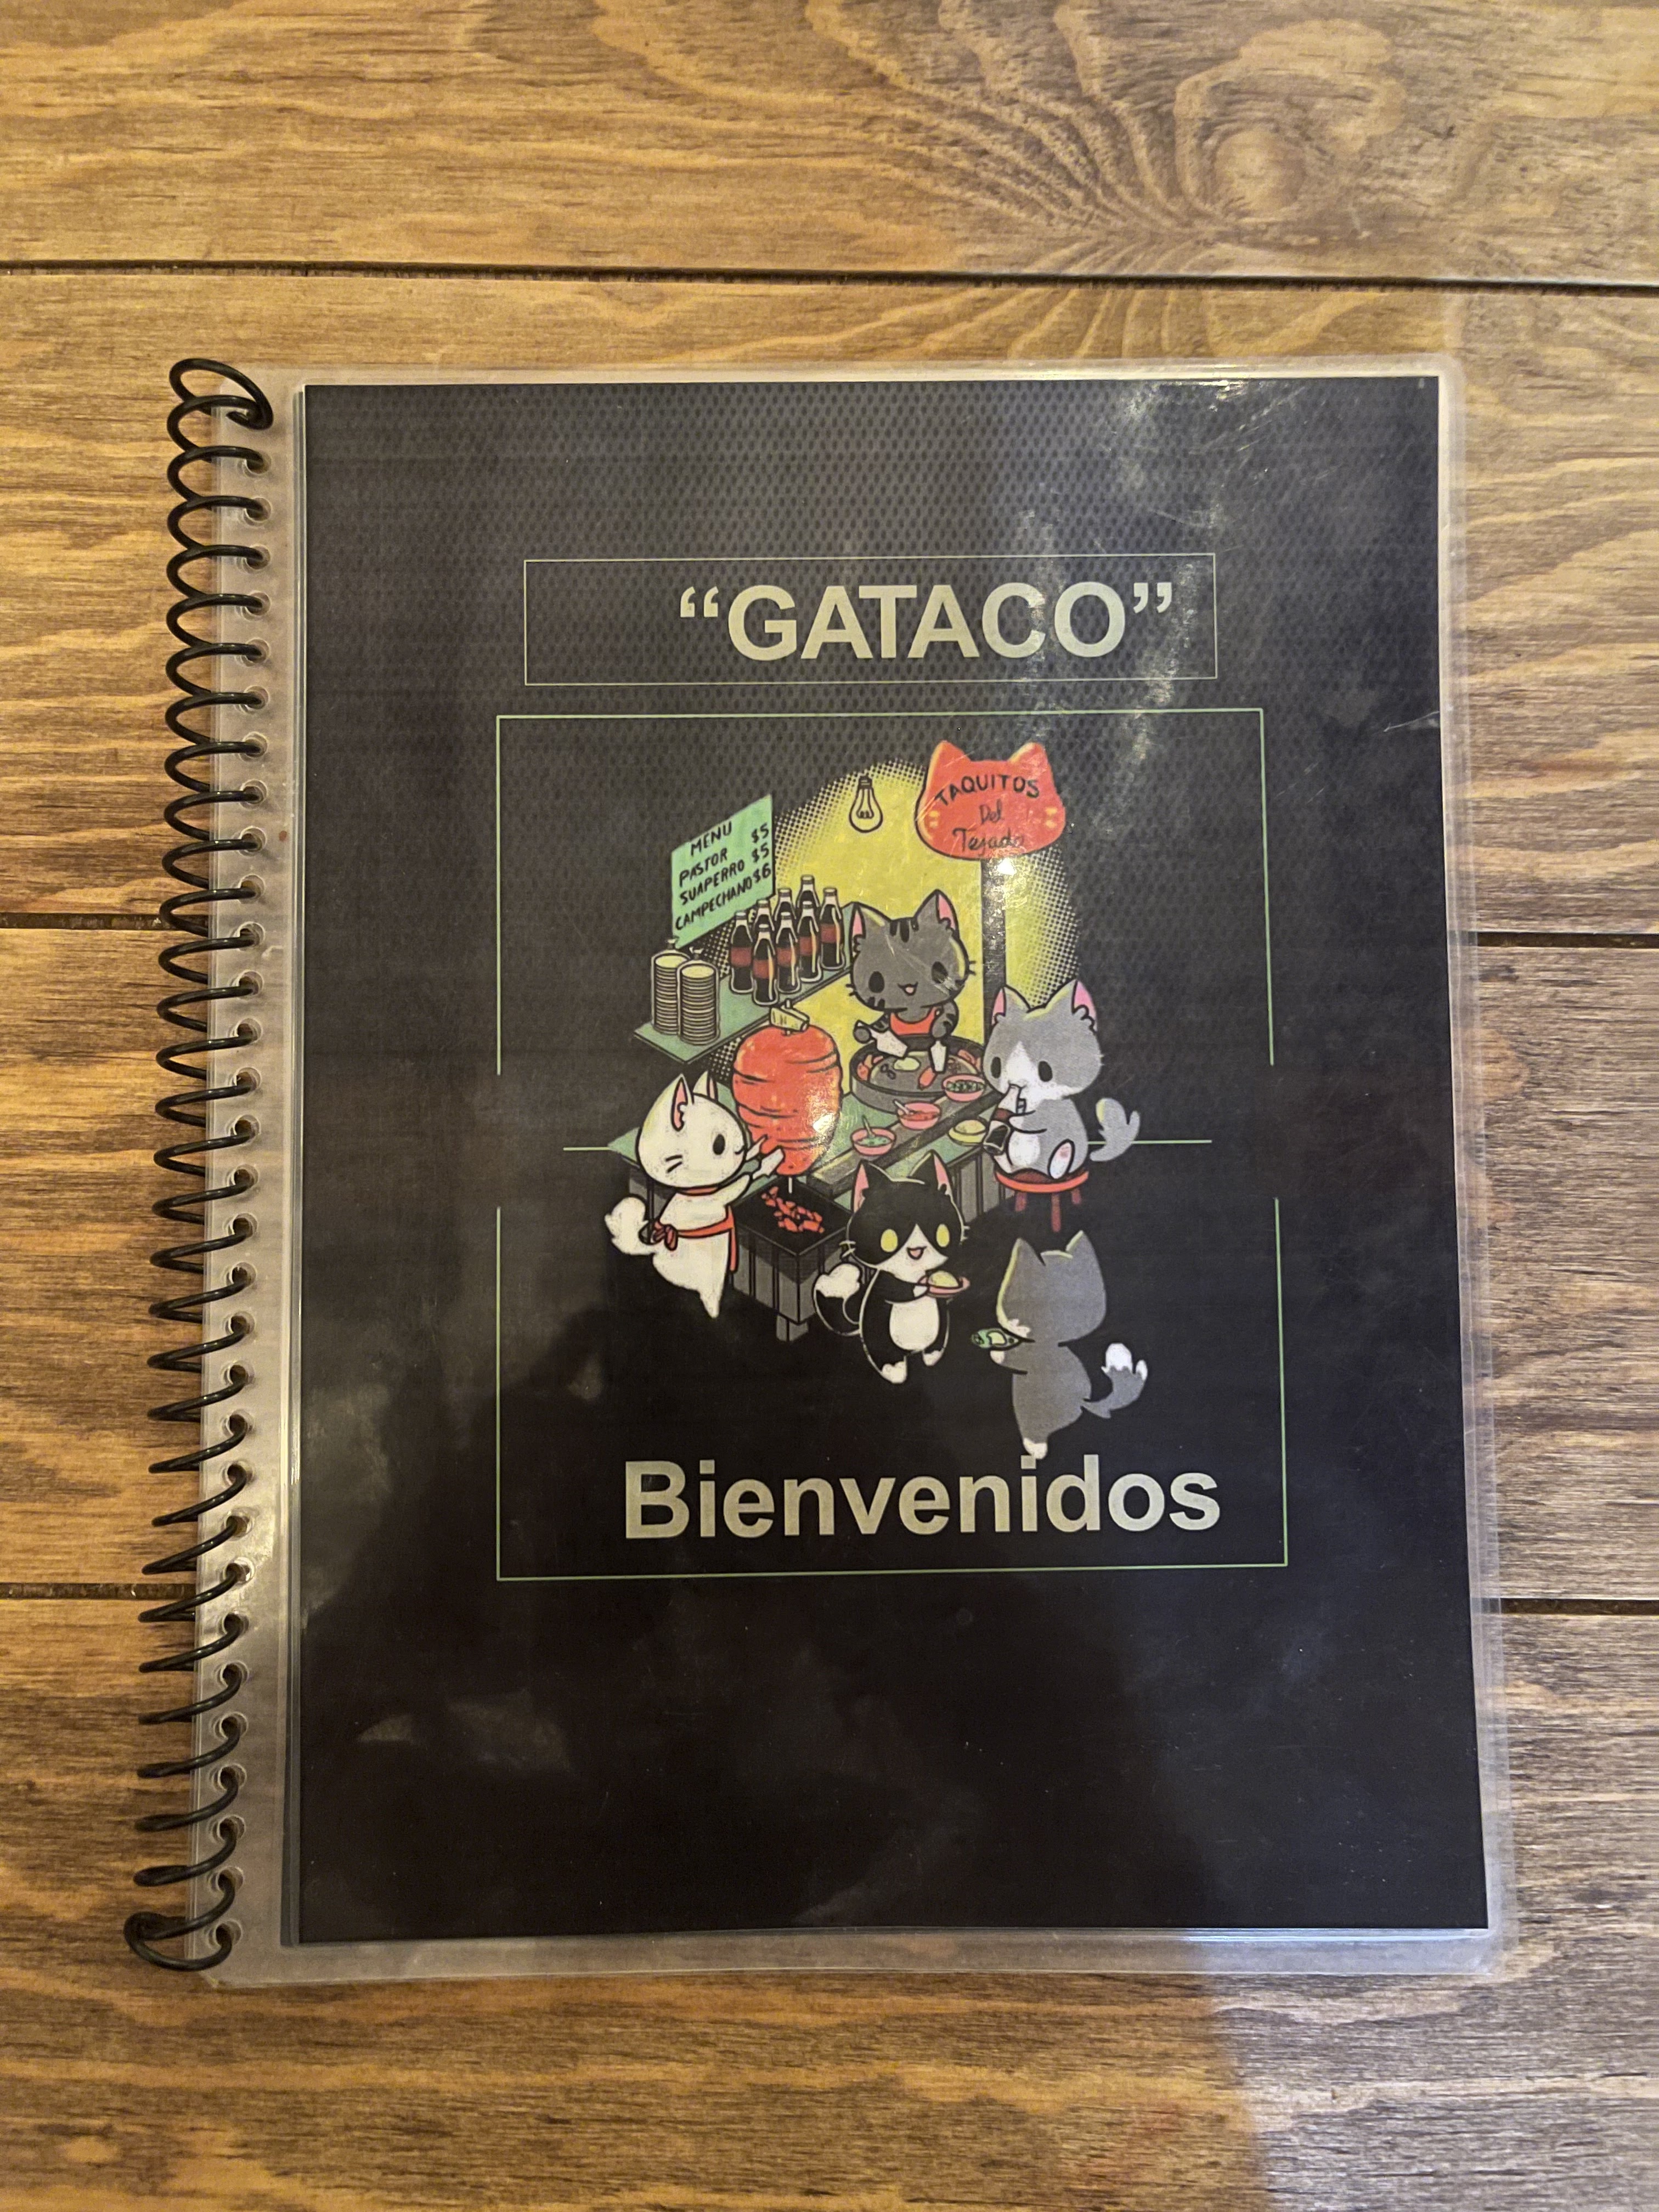 “GATACO”
TAQUITOS
Del
Tejado
MENU
PASTOR $5
SUAPERRO $5
CAMPECHANO $6
Bienvenidos